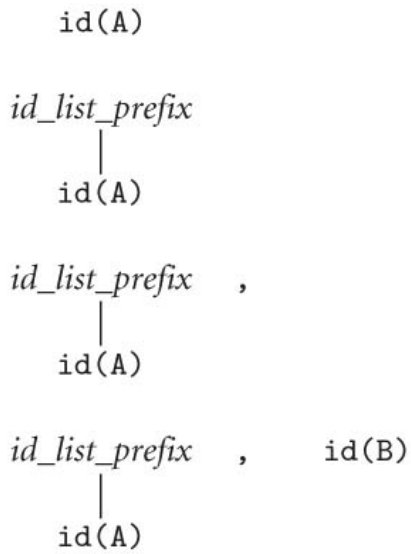 id(A)
id_list_prefix
id(A)
id_list_prefix ,
id(A)
id_list_prefix , id(B)
id(A)